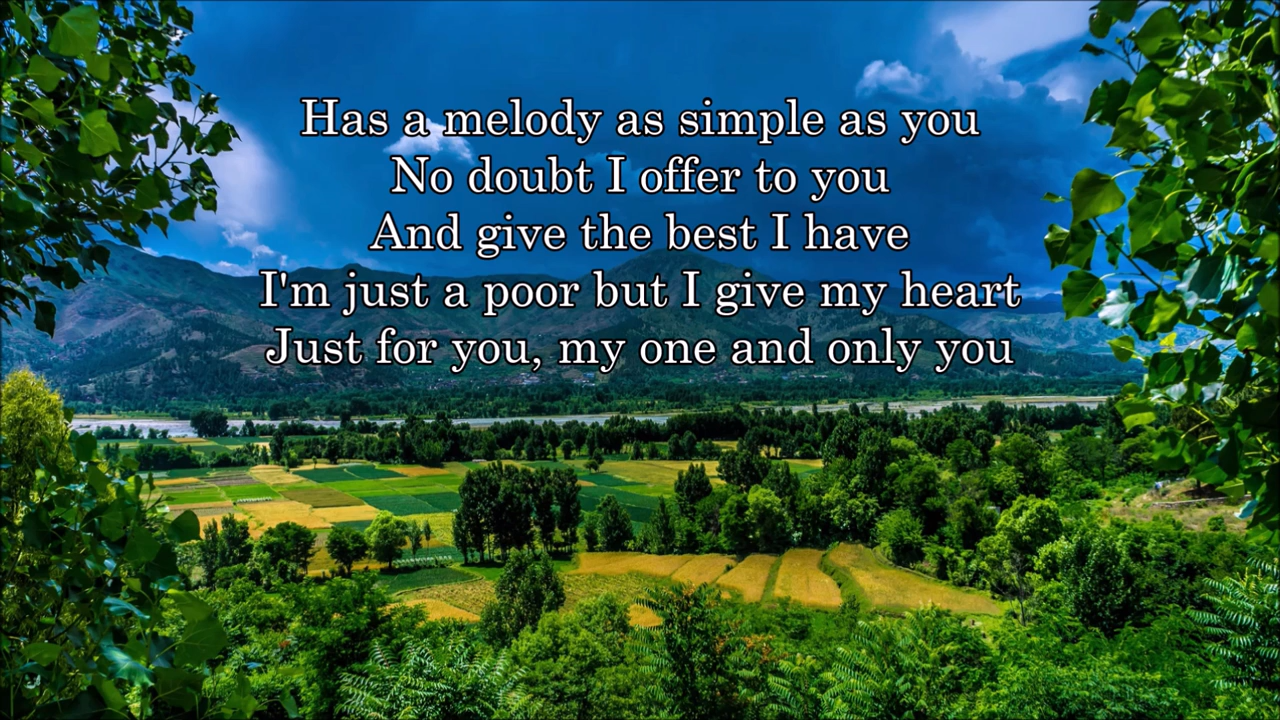 Has a melody as simple as you
No doubt I offer to you
And give the best I have
I'm just a poor but I give my heart
Just for you, my one and only you